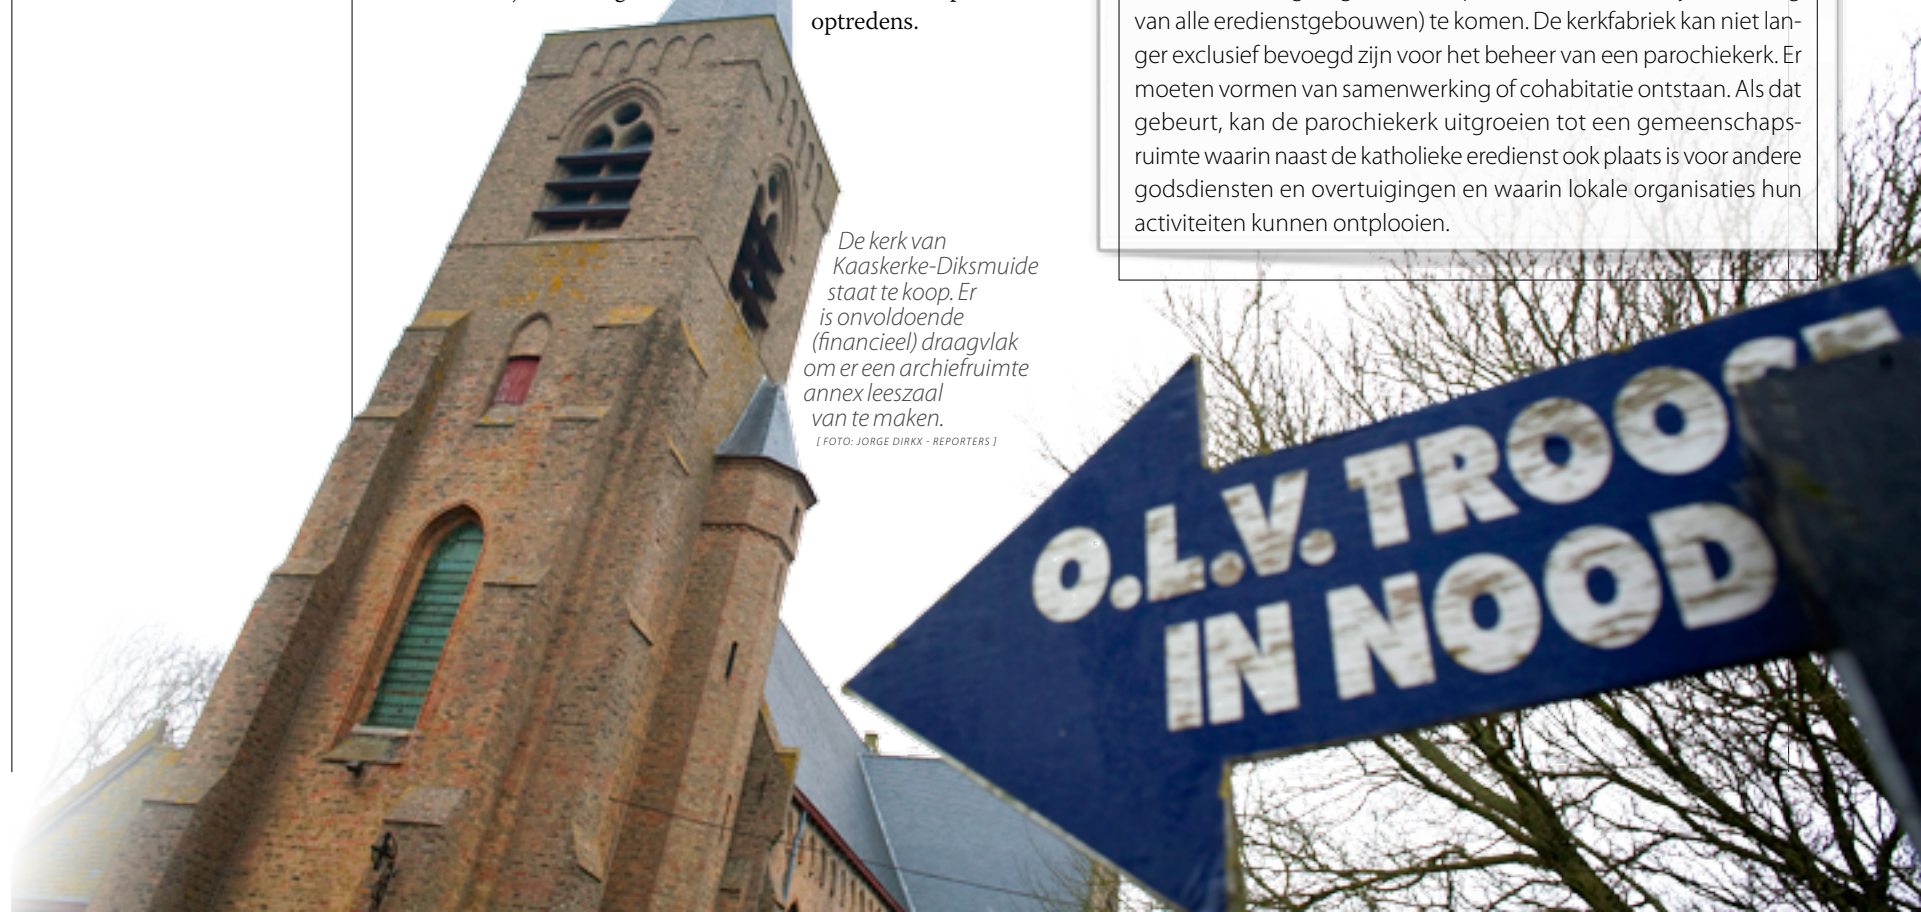 optredens.
De kerk van
Kaaskerke-Diksmuide
staat te koop. Er
is onvoldoende
(financieel) draagvlak
om er een archiefruimte
annex leeszaal
van te maken.
[ FOTO: JORGE DIRKX - REPORTERS ]
van alle eredienstgebouwen) te komen. De kerkfabriek kan niet lan-
ger exclusief bevoegd zijn voor het beheer van een parochiekerk. Er
moeten vormen van samenwerking of cohabitatie ontstaan. Als dat
gebeurt, kan de parochiekerk uitgroeien tot een gemeenschaps-
ruimte waarin naast de katholieke eredienst ook plaats is voor andere
godsdiensten en overtuigingen en waarin lokale organisaties hun
activiteiten kunnen ontplooien.
O.L.V. TROOST
IN NOOD